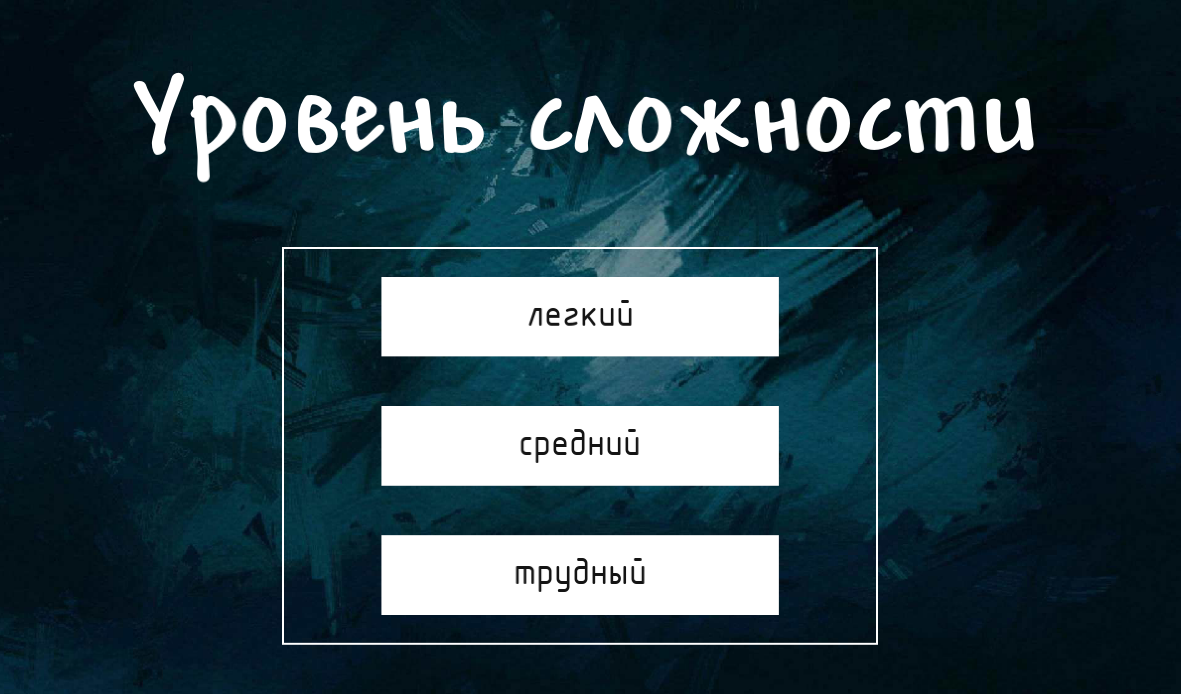 Уровень сложности
легкий
средний
трудный